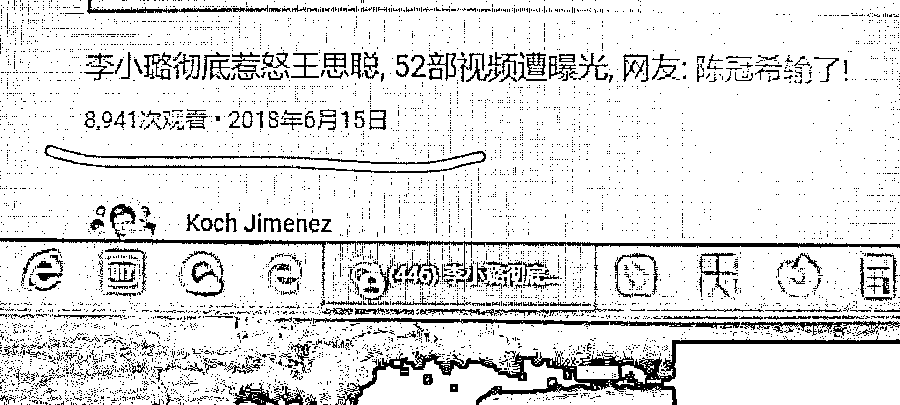 李小璐彻底惹怒王思聪, 52部视频遭曝光, 网友: 陈冠希输了!
8,941次观看 • 2018年6月15日
Koch Jimenez
(446) 李小璐彻底...